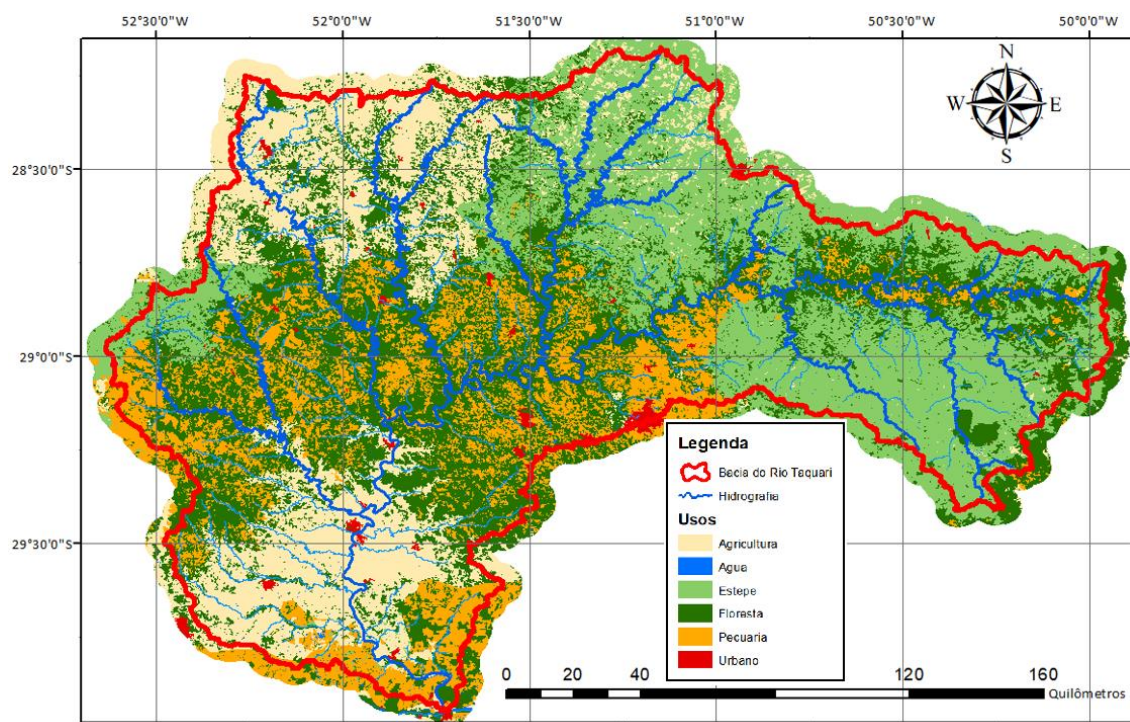 52°30'0"W 52°0'0"W 51°30'0"W 51°0'0"W 50°30'0"W 50°0'0"W
N
W E
S
28°30'0"S
29°0'0"S
29°30'0"S
Legenda
Bacia do Rio Taquari
Hidrografia
Usos
Agricultura
Agua
Estepe
Floresta
Pecuaria
Urbano
0 20 40 80 120 160
Quilômetros